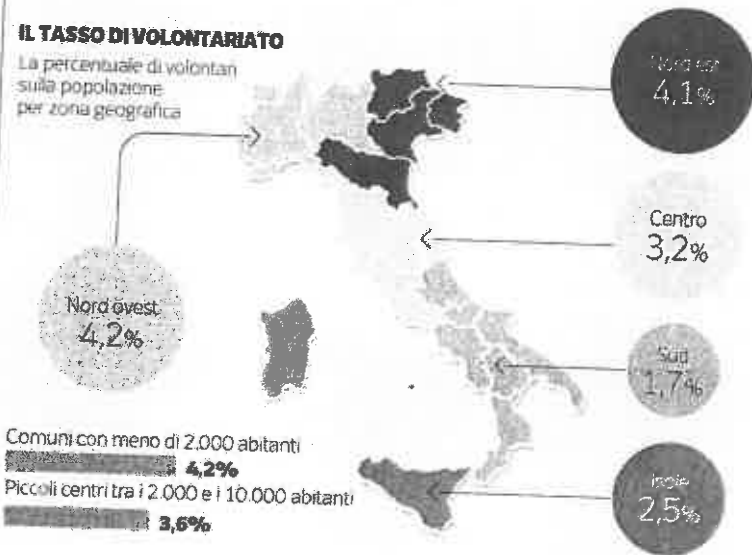 IL TASSO DI VOLONTARIATO
La percentuale di volontari
sulla popolazione
per zona geografica
Nord est
4,1%
Centro
3,2%
Nord ovest
4,2%
Sud
1,7%
Isole
2,5%
Comuni con meno di 2.000 abitanti
4,2%
Piccoli centri tra i 2.000 e i 10.000 abitanti
3,6%